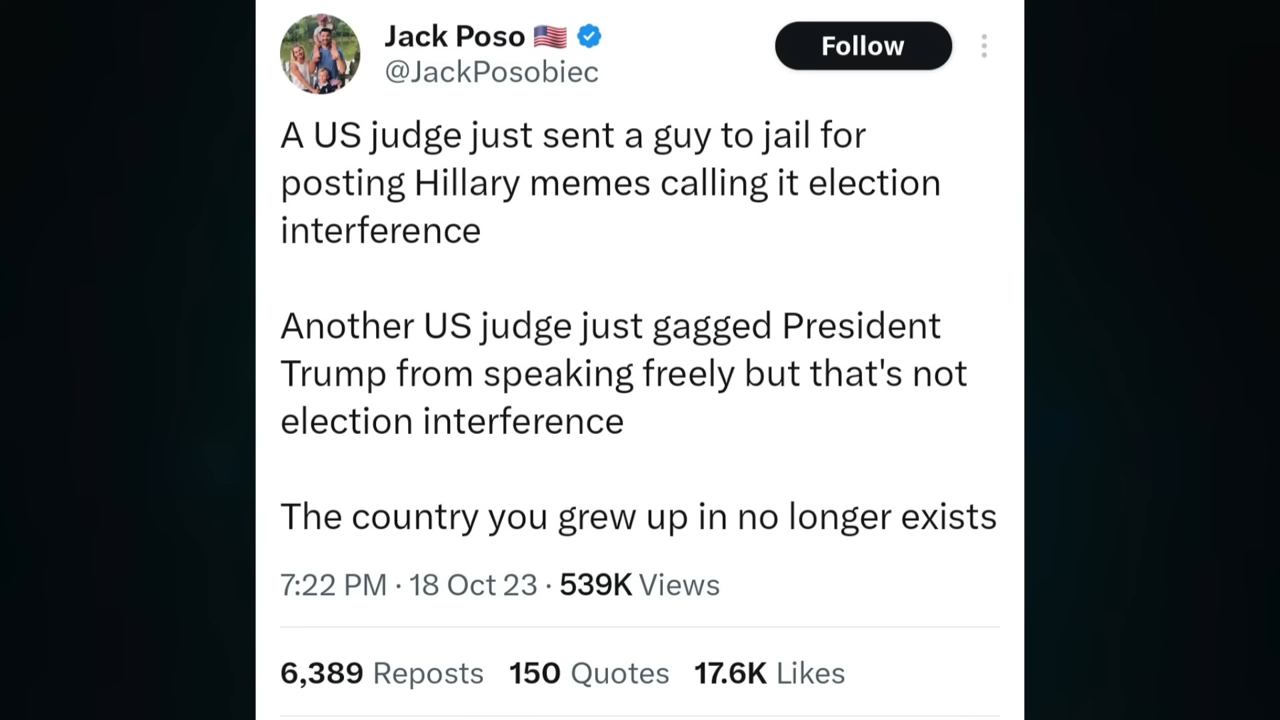 Jack Poso 🇺🇸
@JackPosobiec
Follow
A US judge just sent a guy to jail for
posting Hillary memes calling it election
interference
Another US judge just gagged President
Trump from speaking freely but that's not
election interference
The country you grew up in no longer exists
7:22 PM · 18 Oct 23 · 539K Views
6,389 Reposts 150 Quotes 17.6K Likes